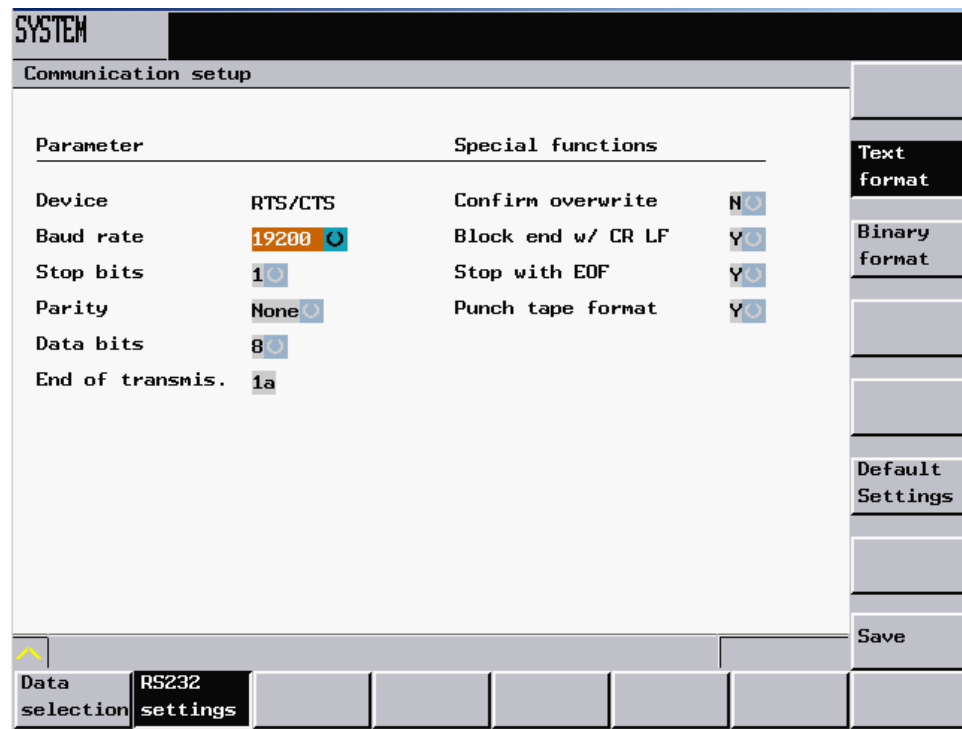 SYSTEM
Communication setup
Parameter
Special functions
Device RTS/CTS
Confirm overwrite N
Baud rate 19200
Block end w/ CR LF Y
Stop bits 1
Stop with EOF Y
Parity None
Punch tape format Y
Data bits 8
End of transmis. 1a
Text
format
Binary
format
Default
Settings
Save
Data
selection
RS232
settings